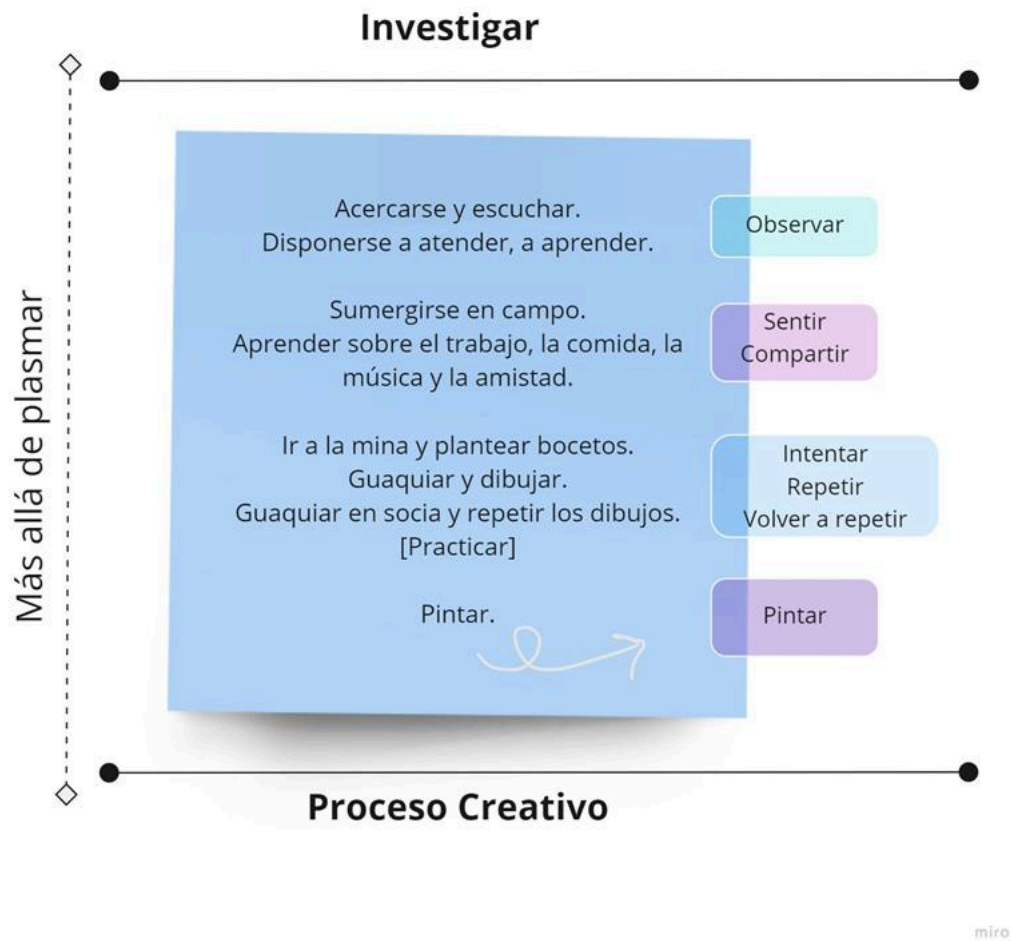 Investigar
Más allá de plasmar
Acercarse y escuchar.
Disponerse a atender, a aprender.
Observar
Sumergirse en campo.
Aprender sobre el trabajo, la comida, la
música y la amistad.
Sentir
Compartir
Ir a la mina y plantear bocetos.
Guaquiar y dibujar.
Guaquiar en socia y repetir los dibujos.
[Practicar]
Intentar
Repetir
Volver a repetir
Pintar.
Pintar
Proceso Creativo
miro